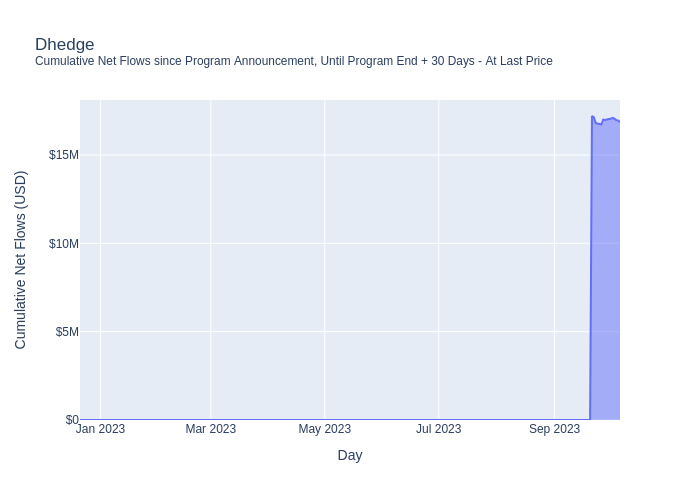 Dhedge
Cumulative Net Flows since Program Announcement, Until Program End + 30 Days - At Last Price
Cumulative Net Flows (USD)
$15M
$10M
$5M
$0
Jan 2023 Mar 2023 May 2023 Jul 2023 Sep 2023
Day